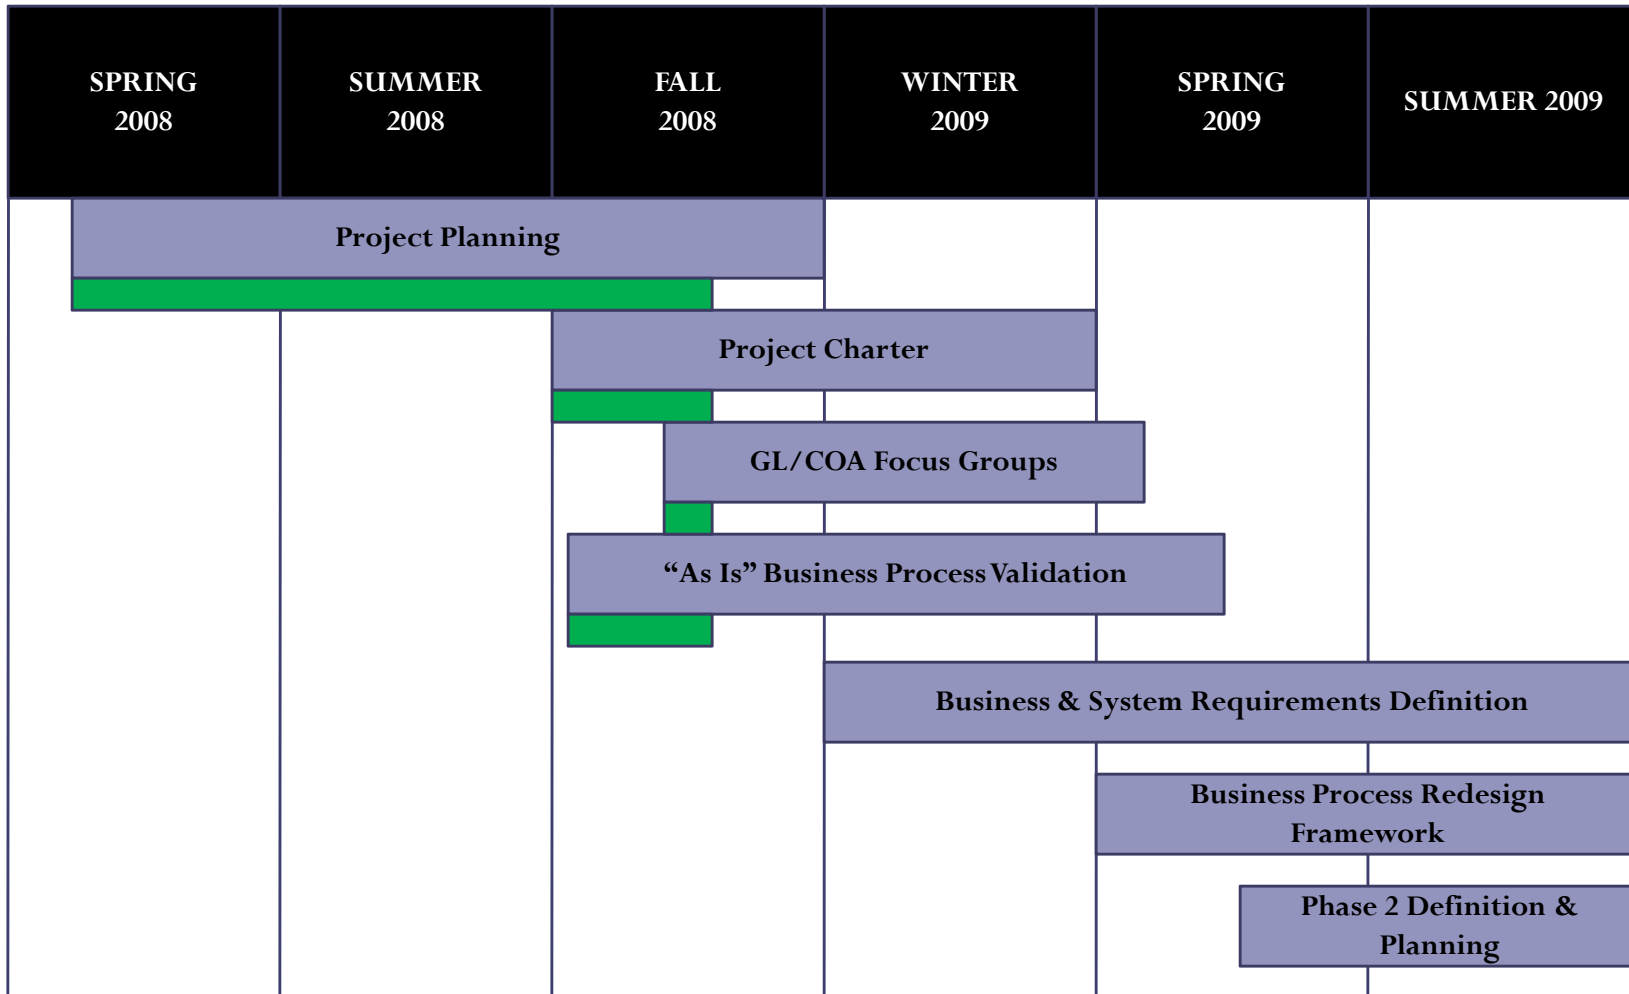 SPRING
2008
SUMMER
2008
FALL
2008
WINTER
2009
SPRING
2009
SUMMER 2009
Project Planning
Project Charter
GL/COA Focus Groups
“As Is” Business Process Validation
Business & System Requirements Definition
Business Process Redesign
Framework
Phase 2 Definition &
Planning